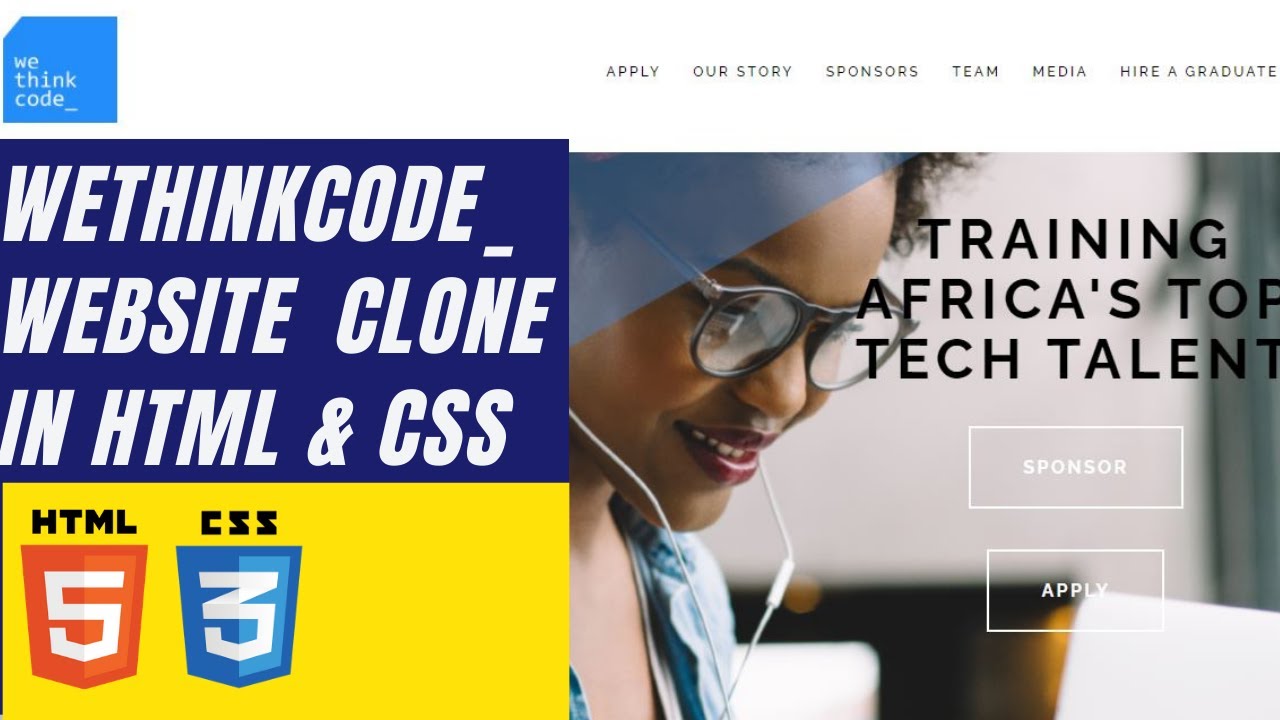 we
think
code_
APPLY OUR STORY SPONSORS TEAM MEDIA HIRE A GRADUATE
WETHINKCODE_
WEBSITE CLONE
IN HTML & CSS
HTML CSS
5 3
TRAINING
AFRICA'S TOP
TECH TALENT
SPONSOR
APPLY